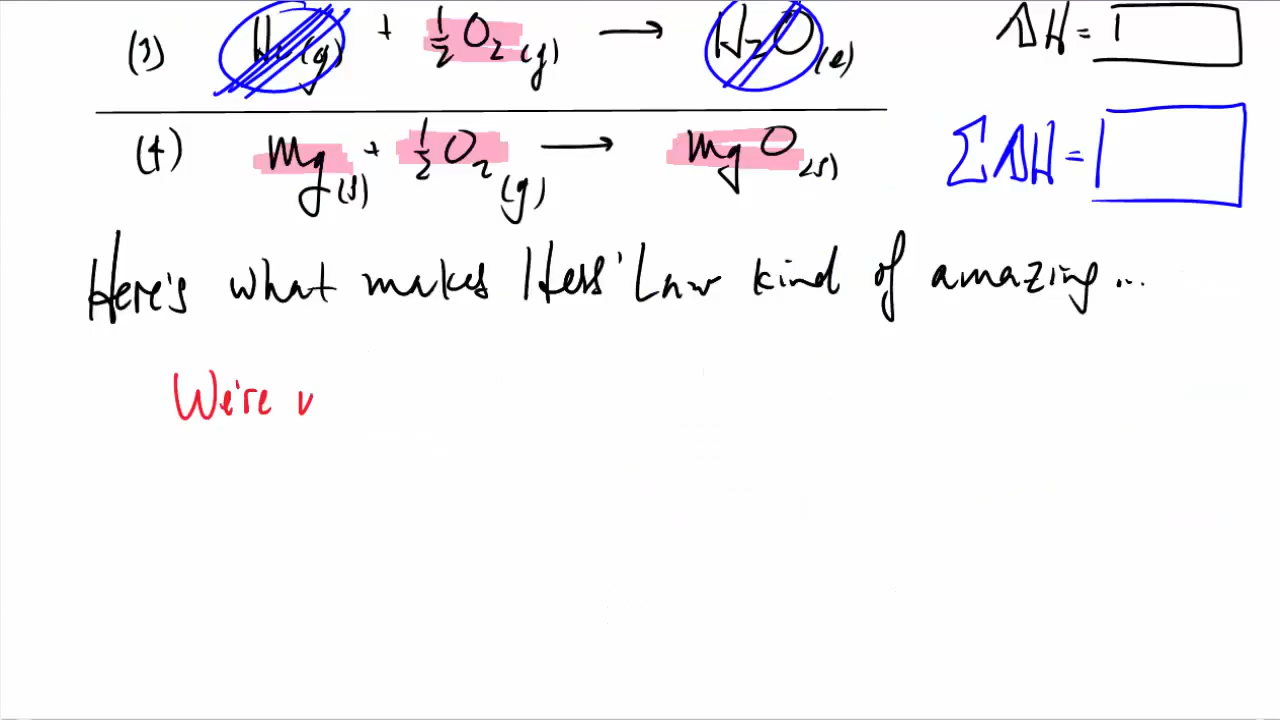 (3) H₂(g) + ½O₂(g) → H₂O(l) ΔH =
(4) Mg(s) + ½O₂(g) → MgO(s) ΣΔH =
Here's what makes Hess' Law kind of amazing...
We're